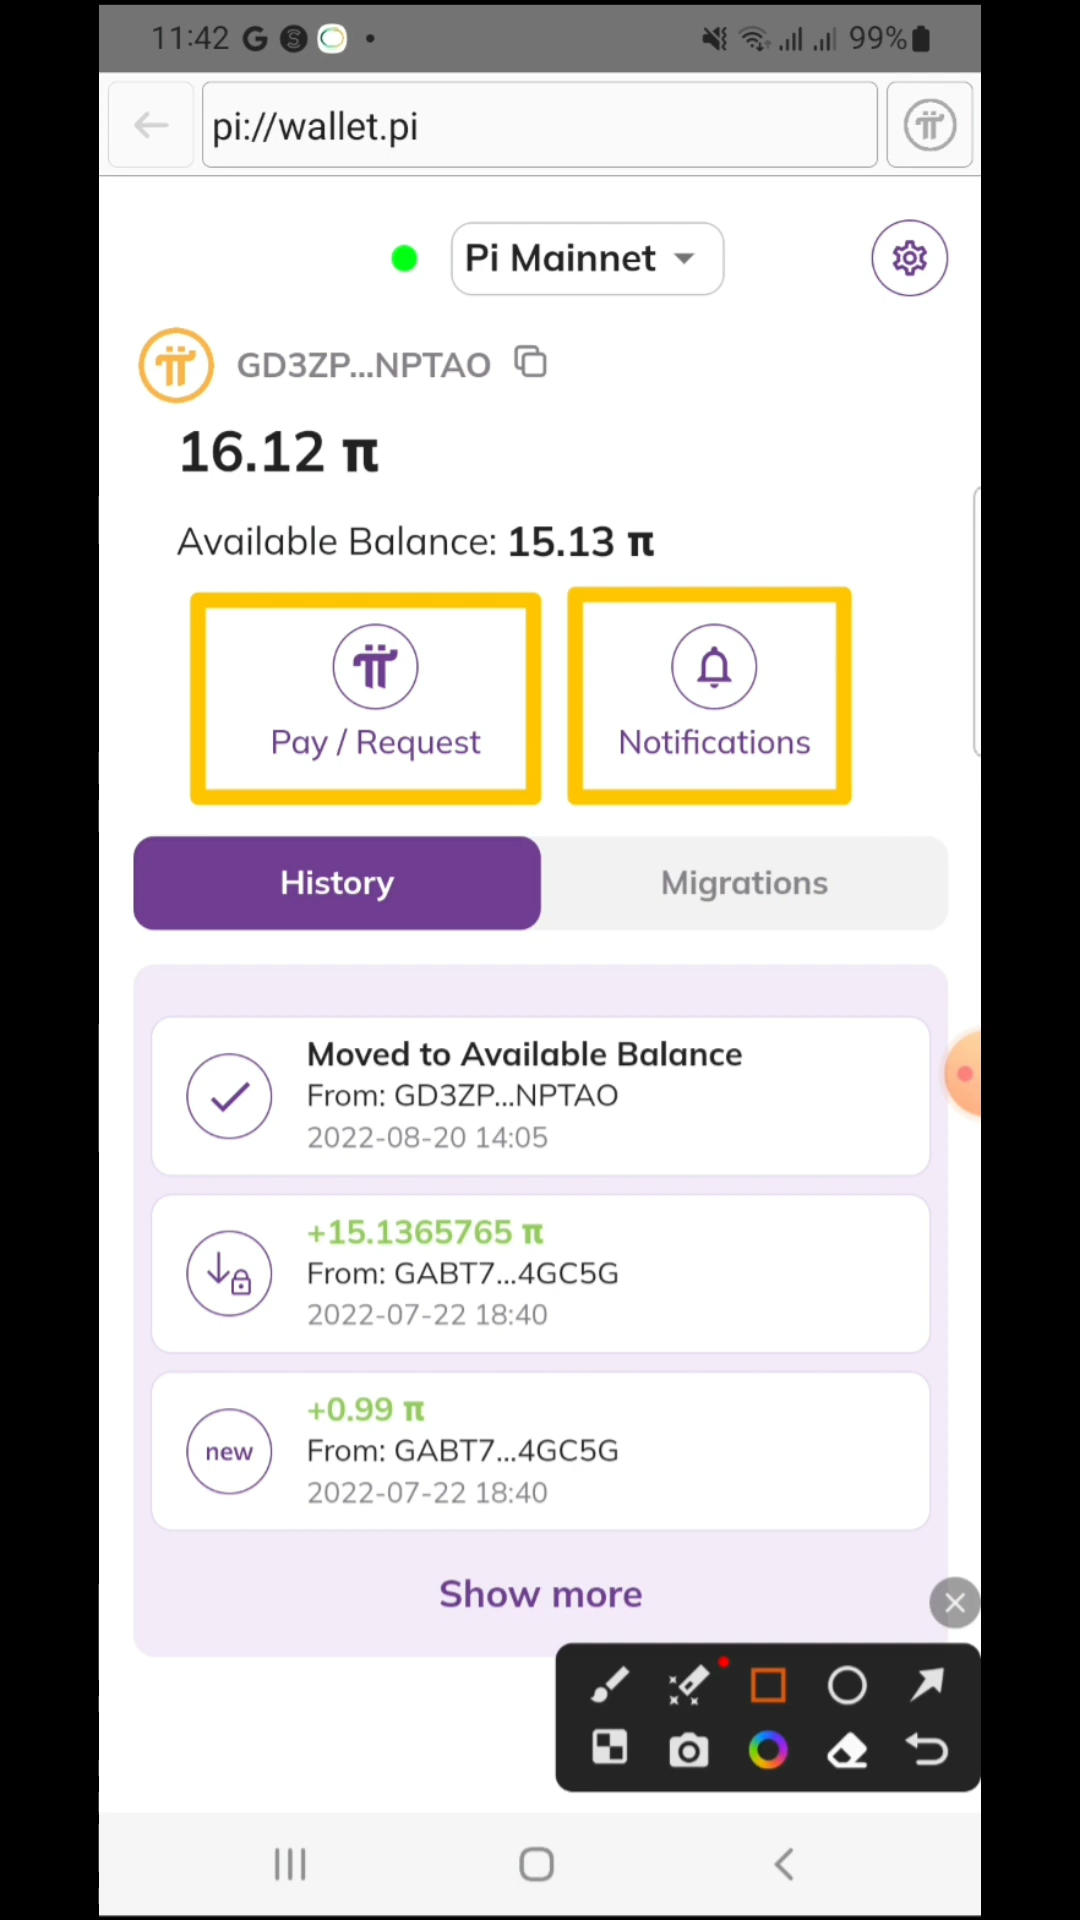 11:42
99%
pi://wallet.pi
Pi Mainnet
GD3ZP...NPTAO
16.12 π
Available Balance: 15.13 π
Pay / Request
Notifications
History
Migrations
Moved to Available Balance
From: GD3ZP...NPTAO
2022-08-20 14:05
+15.1365765 π
From: GABT7...4GC5G
2022-07-22 18:40
new
+0.99 π
From: GABT7...4GC5G
2022-07-22 18:40
Show more